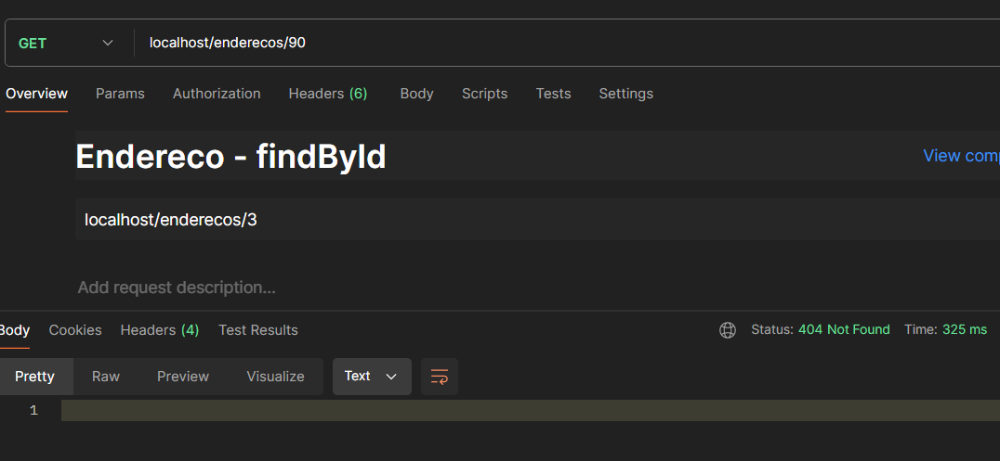 GET localhost/enderecos/90
Overview Params Authorization Headers (6) Body Scripts Tests Settings
Endereco - findById
View comp
localhost/enderecos/3
Add request description...
Body Cookies Headers (4) Test Results Status: 404 Not Found Time: 325 ms
Pretty Raw Preview Visualize Text
1